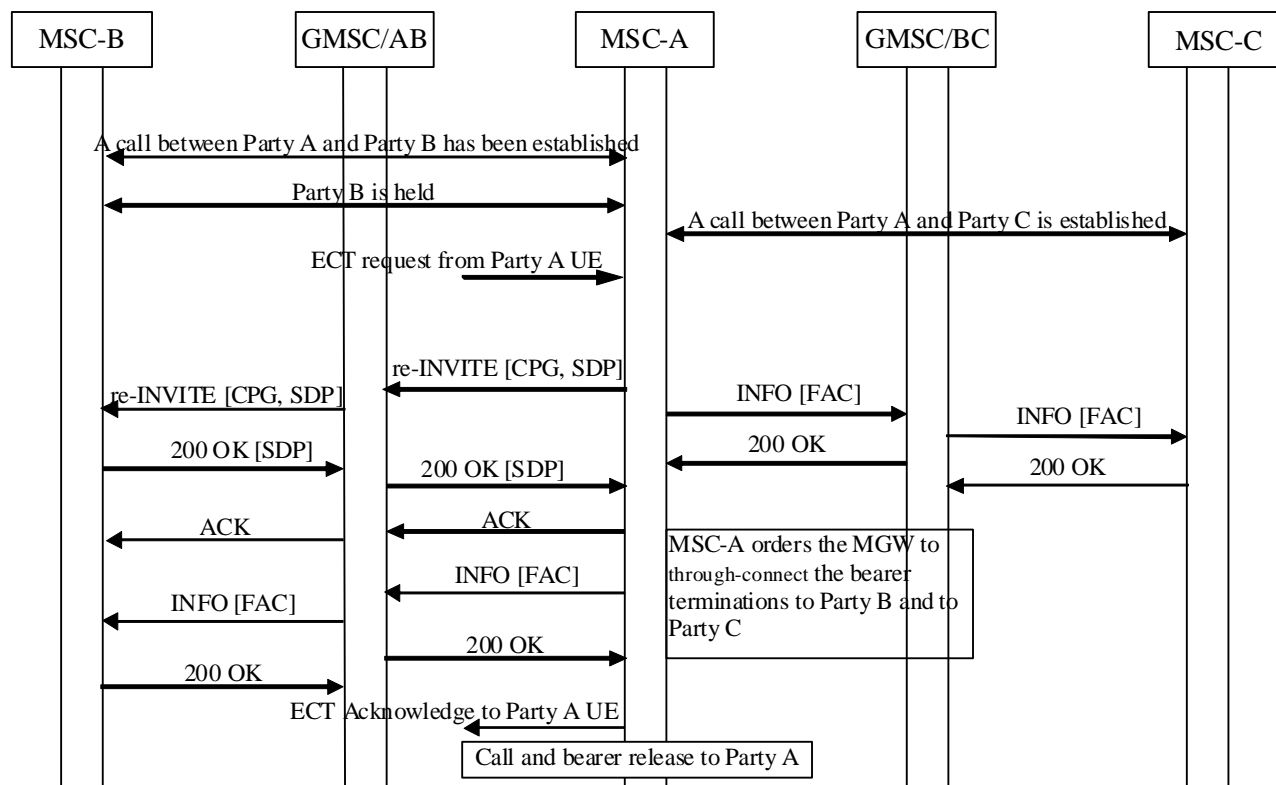 MSC-B
GMSC/AB
MSC-A
GMSC/BC
MSC-C
A call between Party A and Party B has been established
Party B is held
A call between Party A and Party C is established
ECT request from Party A UE
re-INVITE [CPG, SDP]
re-INVITE [CPG, SDP]
INFO [FAC]
INFO [FAC]
200 OK [SDP]
200 OK
200 OK [SDP]
200 OK
ACK
ACK
MSC-A orders the MGW to
through-connect the bearer
terminations to Party B and to
Party C
INFO [FAC]
INFO [FAC]
200 OK
200 OK
ECT Acknowledge to Party A UE
Call and bearer release to Party A